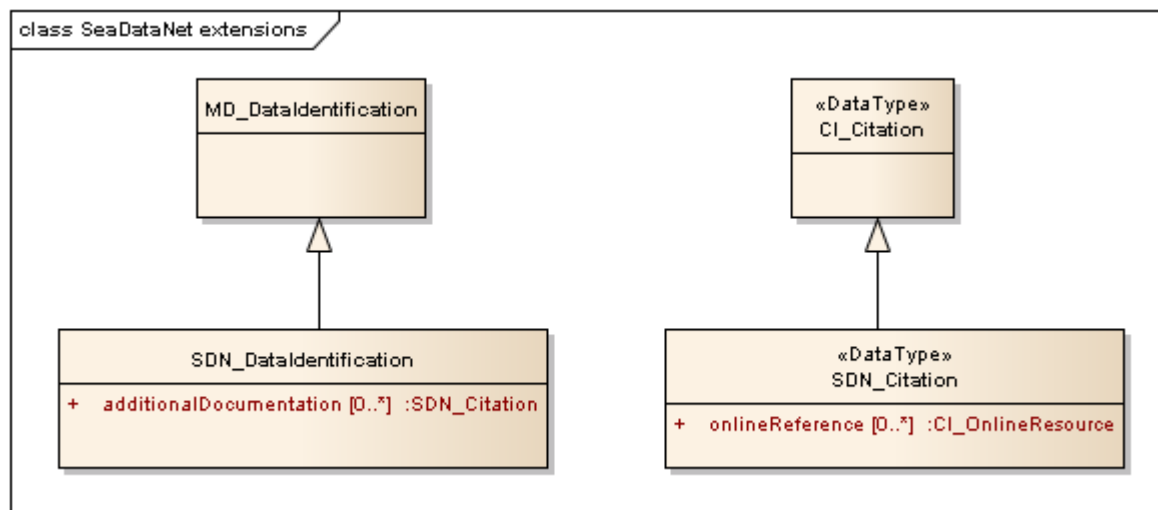 class SeaDataNet extensions
MD_DataIdentification
«DataType»
CI_Citation
SDN_DataIdentification
+ additionalDocumentation [0..*] :SDN_Citation
«DataType»
SDN_Citation
+ onlineReference [0..*] :CI_OnlineResource